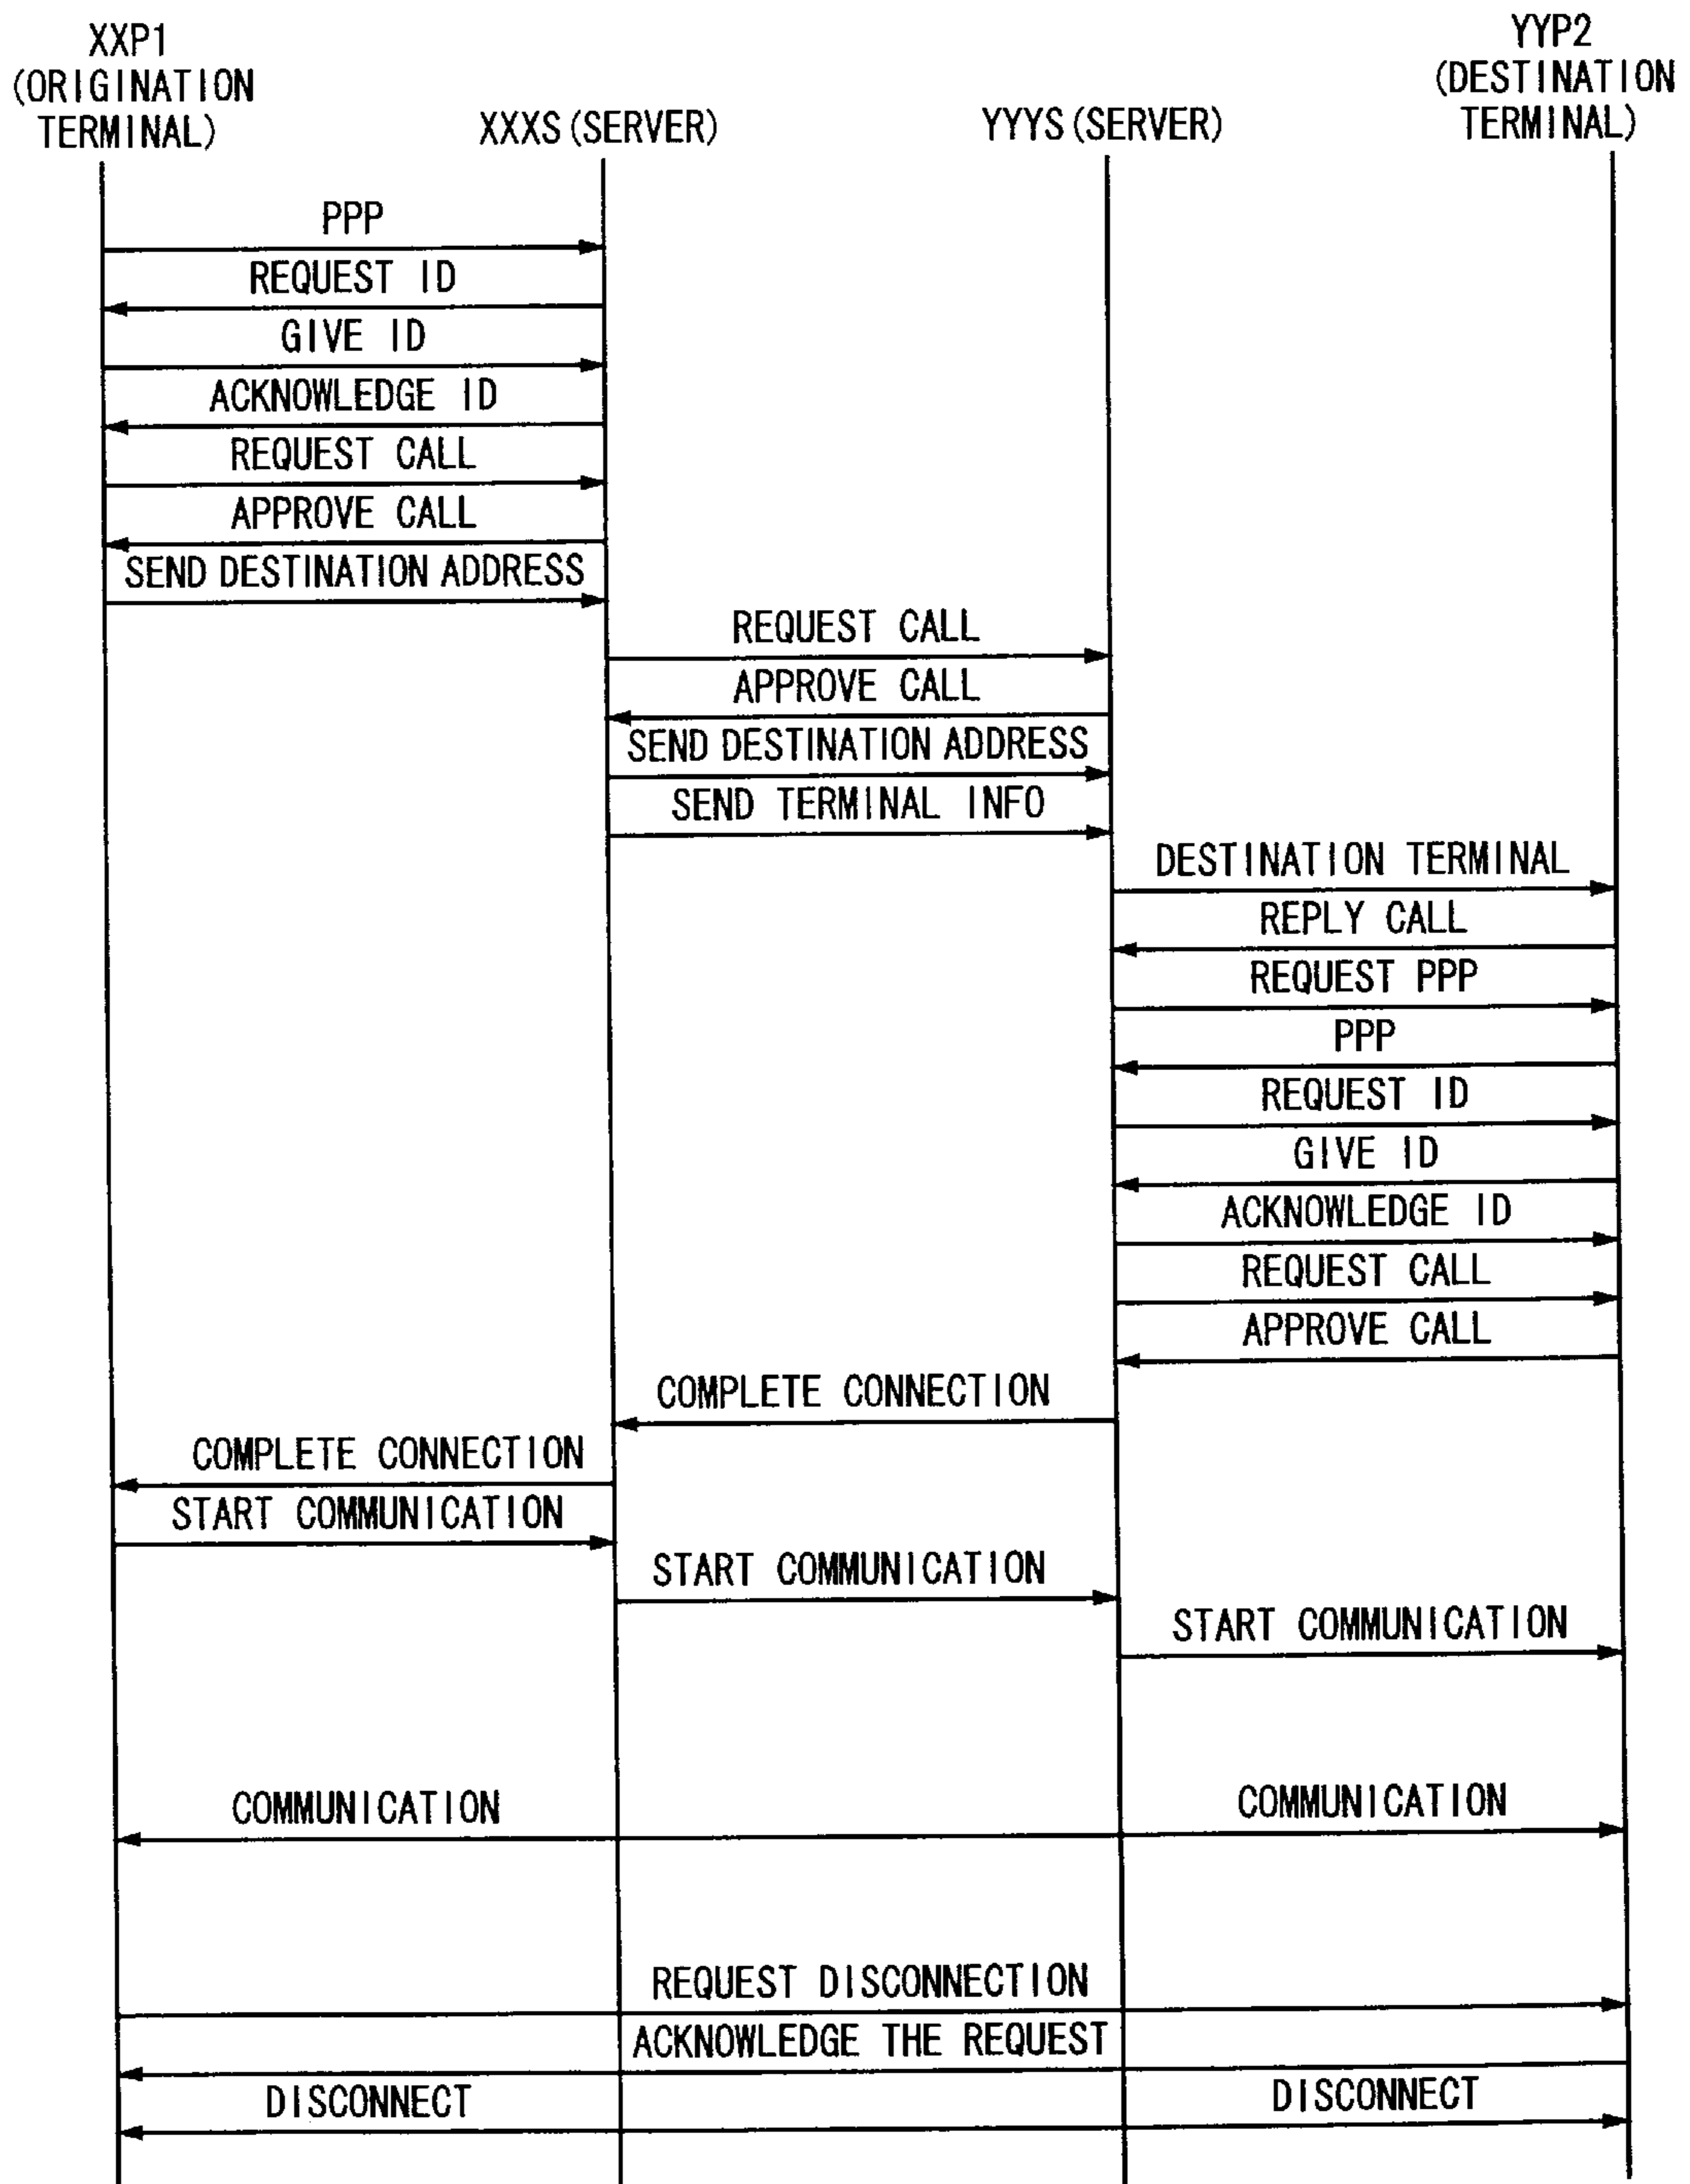 XXP1
(ORIGINATION
TERMINAL)
XXXS(SERVER)
YYYS(SERVER)
YYP2
(DESTINATION
TERMINAL)
PPP
REQUEST ID
GIVE ID
ACKNOWLEDGE ID
REQUEST CALL
APPROVE CALL
SEND DESTINATION ADDRESS
REQUEST CALL
APPROVE CALL
SEND DESTINATION ADDRESS
SEND TERMINAL INFO
DESTINATION TERMINAL
REPLY CALL
REQUEST PPP
PPP
REQUEST ID
GIVE ID
ACKNOWLEDGE ID
REQUEST CALL
APPROVE CALL
COMPLETE CONNECTION
COMPLETE CONNECTION
START COMMUNICATION
START COMMUNICATION
START COMMUNICATION
COMMUNICATION
COMMUNICATION
REQUEST DISCONNECTION
ACKNOWLEDGE THE REQUEST
DISCONNECT
DISCONNECT